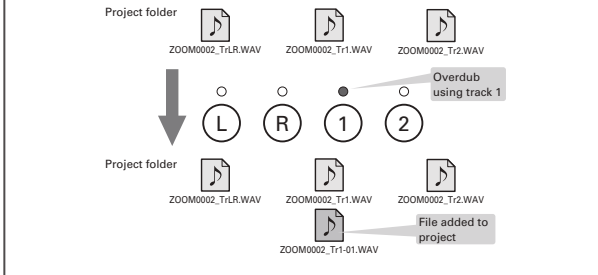 Project folder
ZOOM0002_TrLR.WAV ZOOM0002_Tr1.WAV ZOOM0002_Tr2.WAV
Overdub
using track 1
L R 1 2
Project folder
ZOOM0002_TrLR.WAV ZOOM0002_Tr1.WAV ZOOM0002_Tr2.WAV
File added to
project
ZOOM0002_Tr1-01.WAV